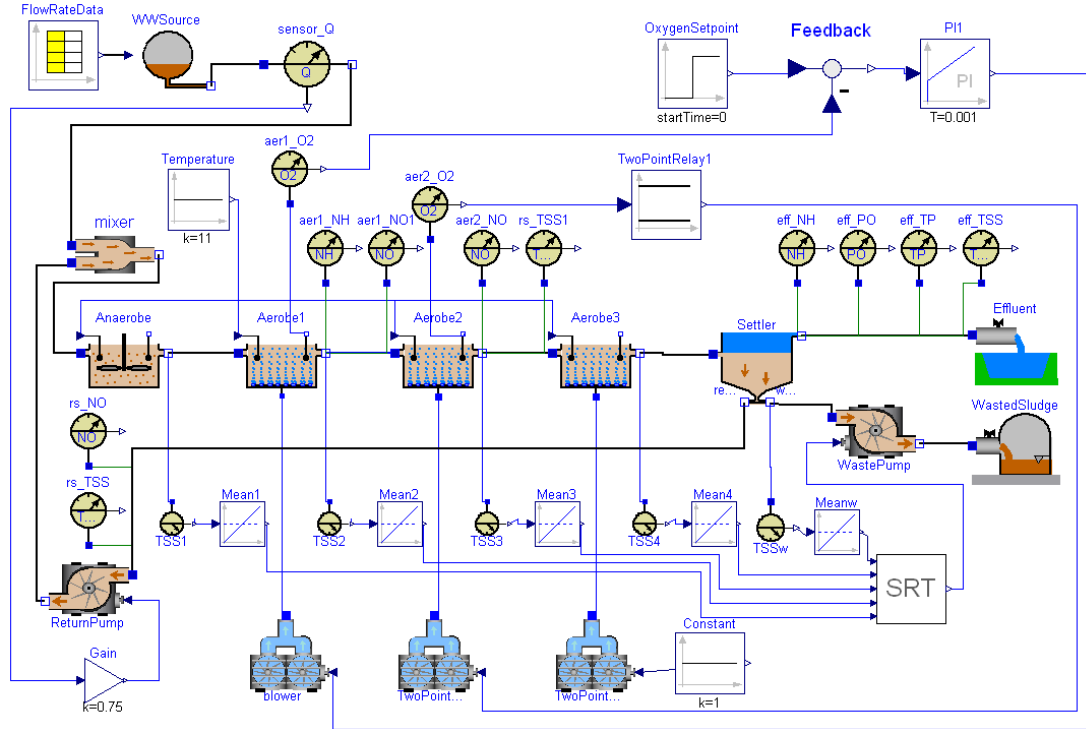 FlowRateData
WWSource
sensor_Q
Q
OxygenSetpoint
startTime=0
Feedback
PI1
PI
T=0.001
aer1_O2
O2
Temperature
k=11
aer2_O2
O2
TwoPointRelay1
mixer
aer1_NH
NH
aer1_NO1
NO
aer2_NO
NO
rs_TSS1
T...
eff_NH
NH
eff_PO
PO
eff_TP
TP
eff_TSS
T...
Anaerobe
Aerobe1
Aerobe2
Aerobe3
Settler
re...
w...
Effluent
rs_NO
NO
WastePump
WastedSludge
rs_TSS
T...
TSS1
Mean1
TSS2
Mean2
TSS3
Mean3
TSS4
Mean4
TSSw
Meanw
SRT
ReturnPump
Gain
k=0.75
blower
TwoPoint...
TwoPoint...
Constant
k=1